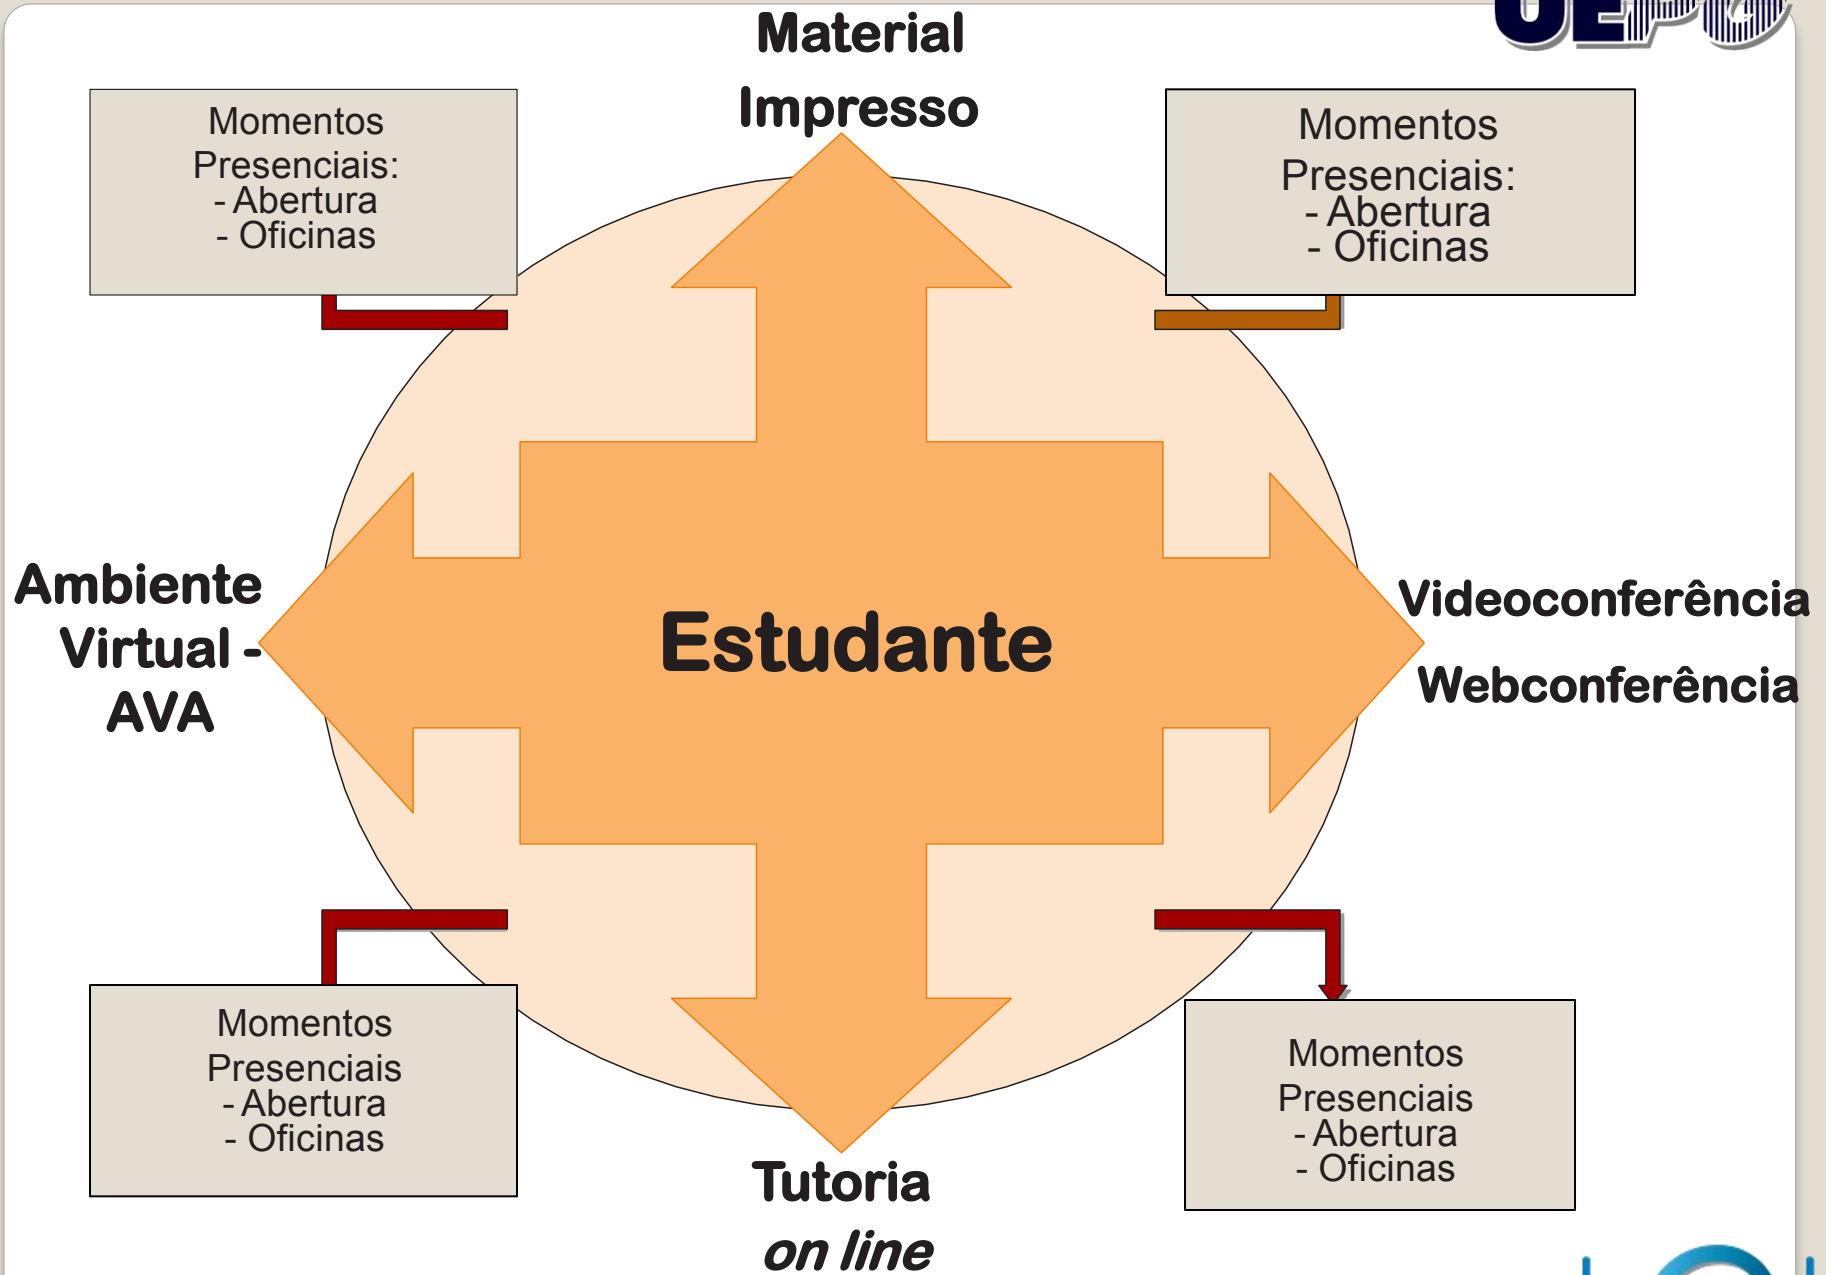 UEPG
Material
Impresso
Momentos
Presenciais:
- Abertura
- Oficinas
Momentos
Presenciais:
- Abertura
- Oficinas
Ambiente
Virtual -
AVA
Estudante
Videoconferência
Webconferência
Momentos
Presenciais
- Abertura
- Oficinas
Momentos
Presenciais
- Abertura
- Oficinas
Tutoria
on line